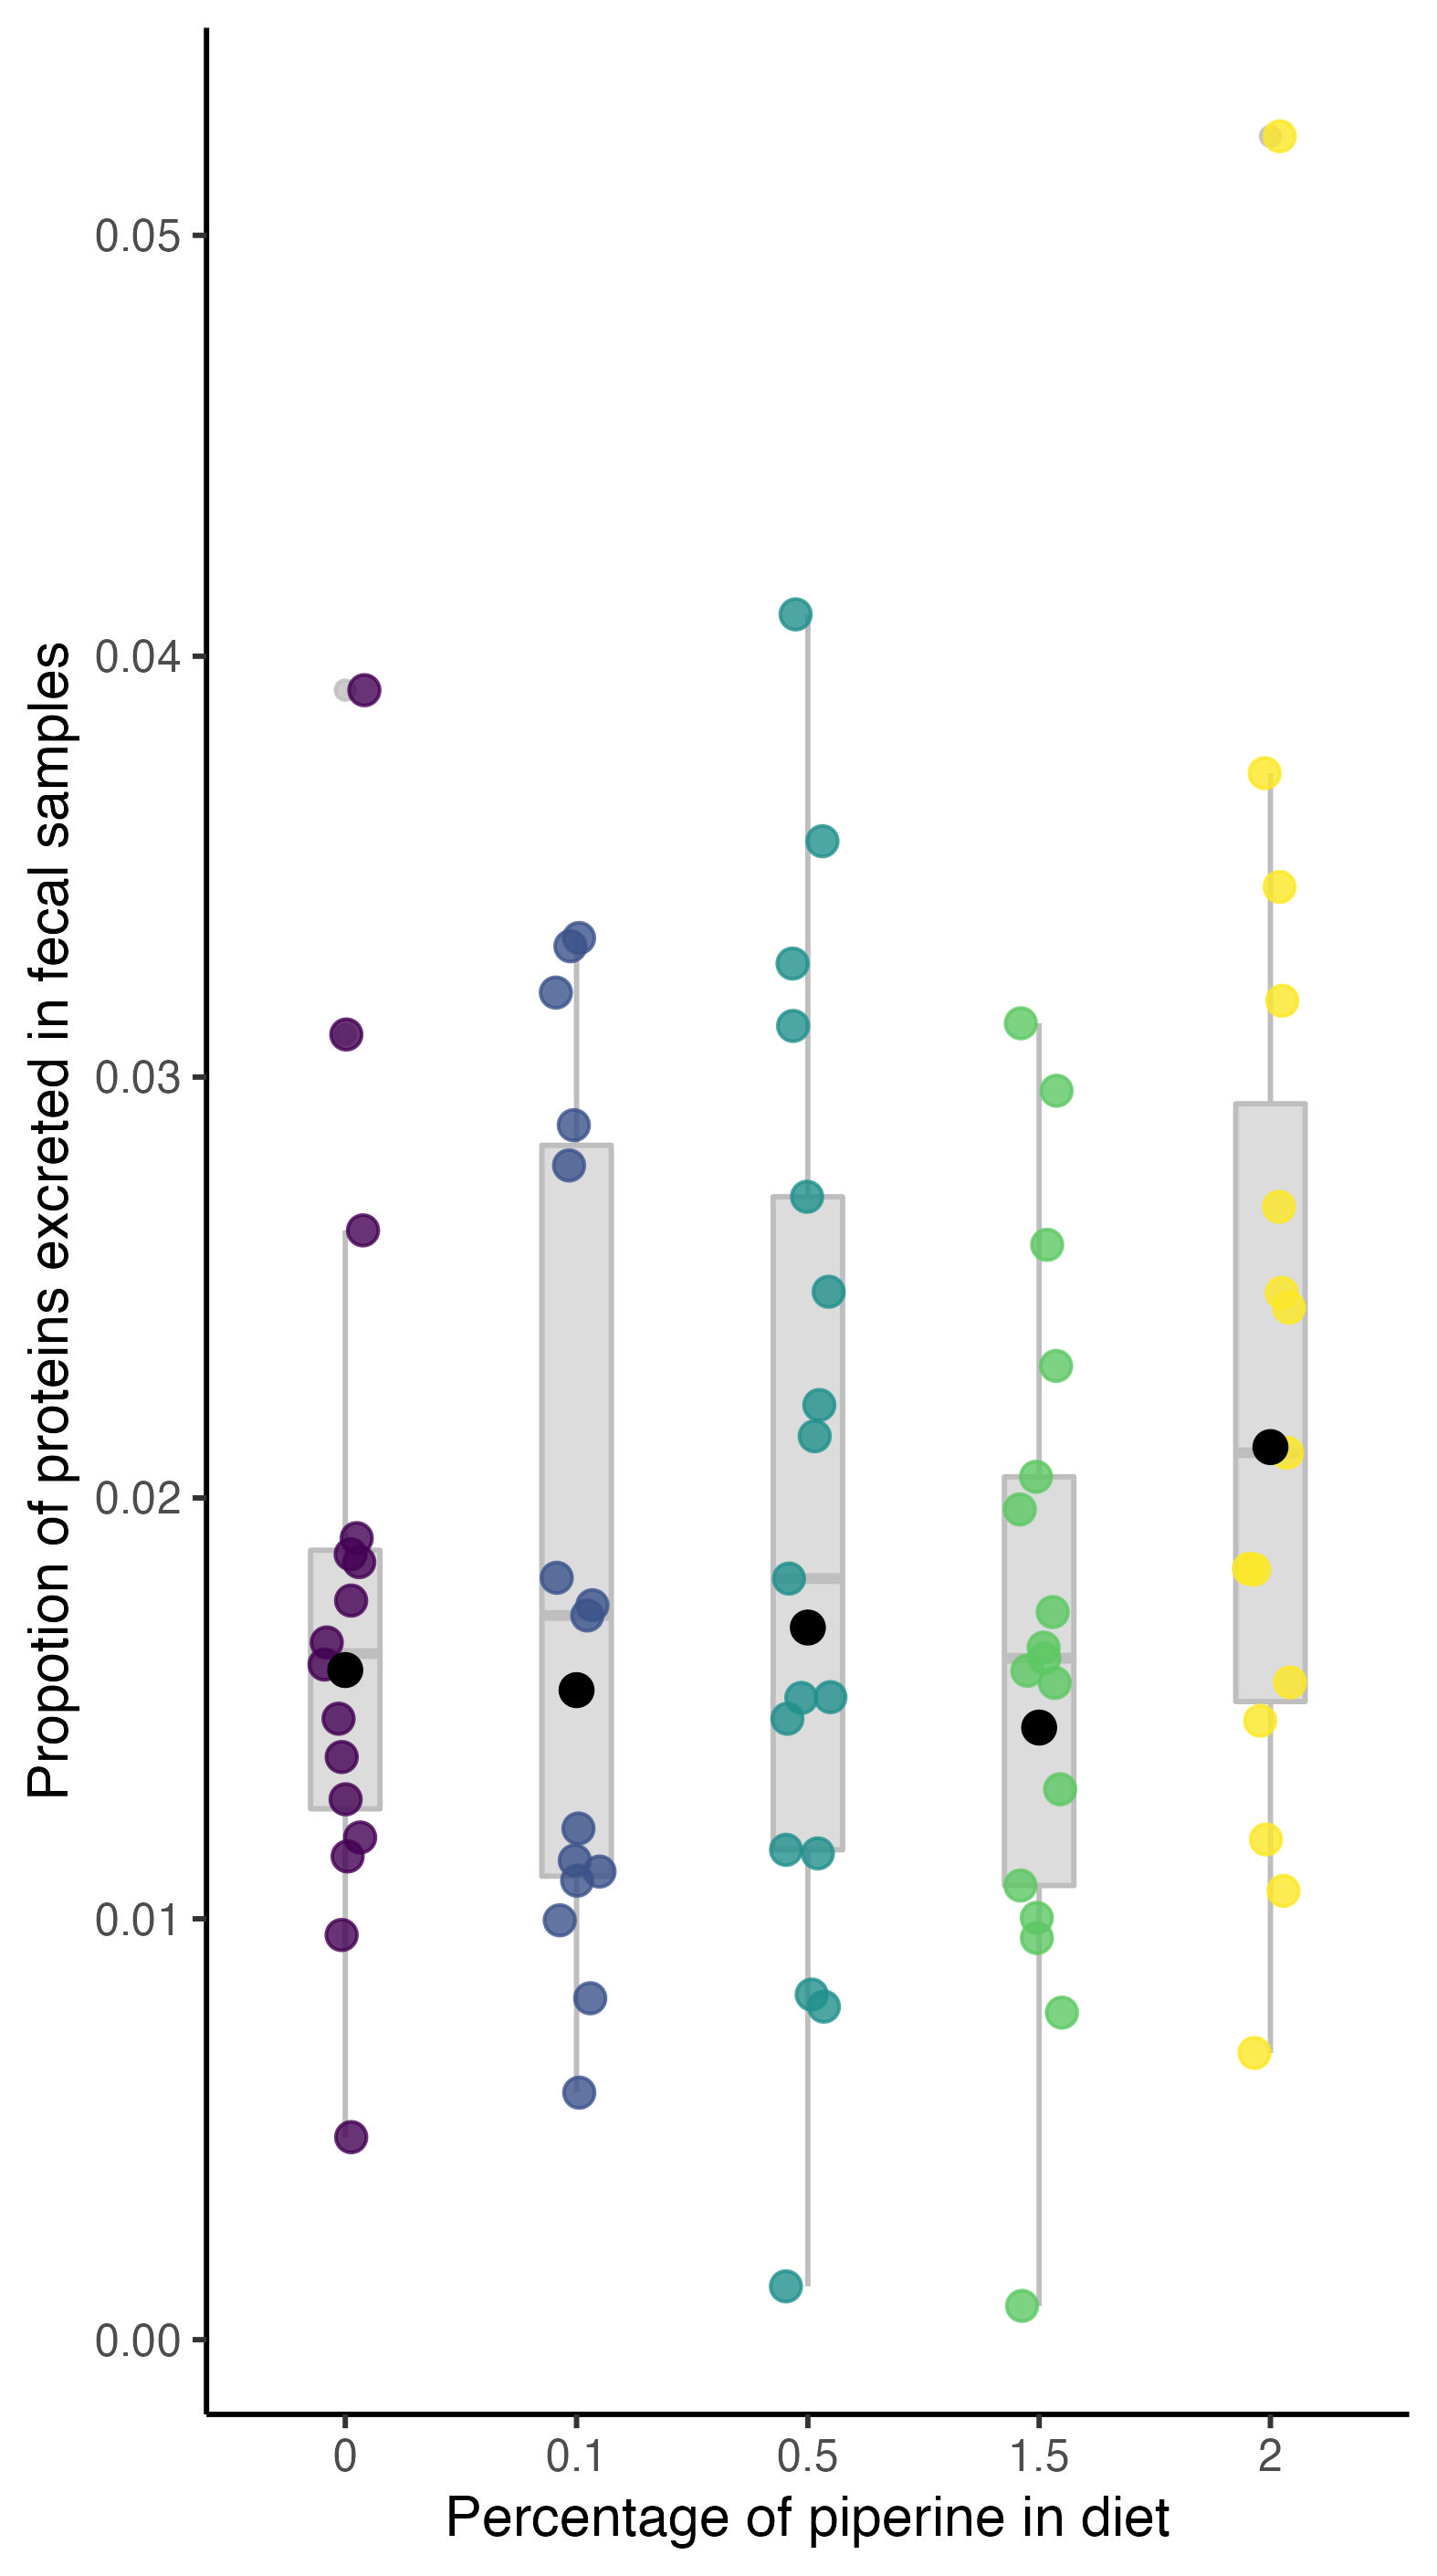 Propotion of proteins excreted in fecal samples
0.05
0.04
0.03
0.02
0.01
0.00
0 0.1 0.5 1.5 2
Percentage of piperine in diet